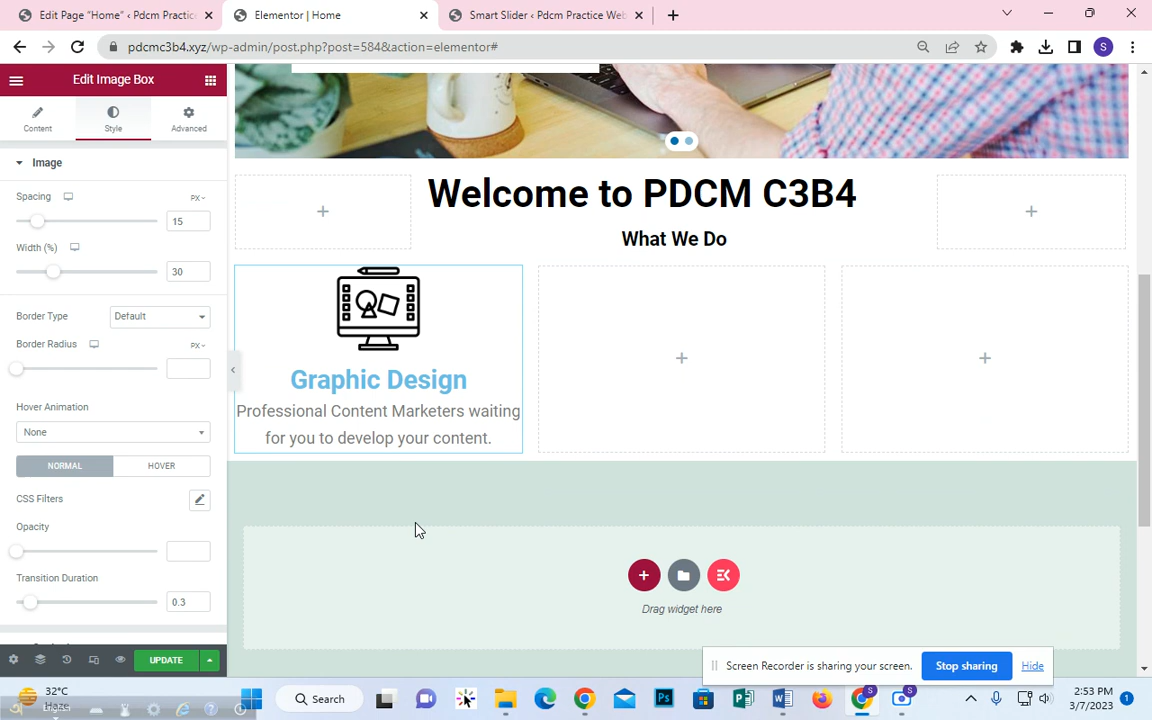 Edit Page "Home" ‹ Pdcm Practic
Elementor | Home
Smart Slider ‹ Pdcm Practice Web
pdcmc3b4.xyz/wp-admin/post.php?post=584&action=elementor#
S
Edit Image Box
Content
Style
Advanced
Image
Spacing
PX
15
Width (%)
30
Border Type
Default
Border Radius
PX
Hover Animation
None
NORMAL
HOVER
CSS Filters
Opacity
Transition Duration
0.3
UPDATE
Welcome to PDCM C3B4
What We Do
Graphic Design
Professional Content Marketers waiting
for you to develop your content.
Drag widget here
Screen Recorder is sharing your screen.
Stop sharing
Hide
32°C
Haze
Search
2:53 PM
3/7/2023
1